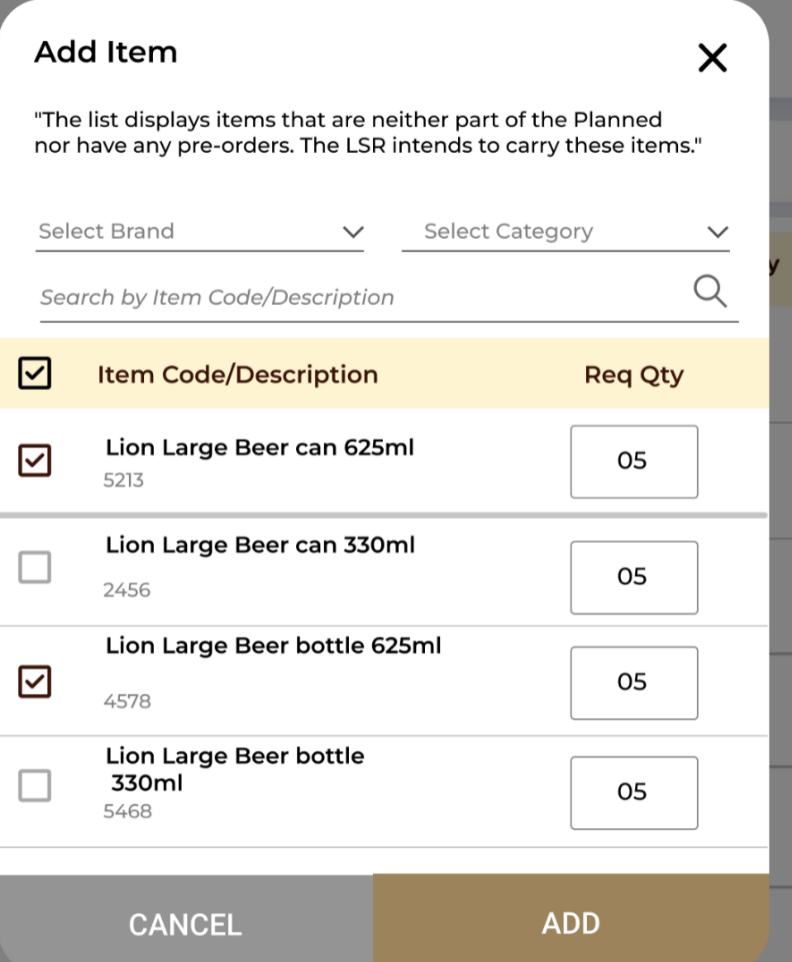 Add Item
"The list displays items that are neither part of the Planned
nor have any pre-orders. The LSR intends to carry these items."
Select Brand
Select Category
Search by Item Code/Description
Item Code/Description
Req Qty
Lion Large Beer can 625ml
5213
05
Lion Large Beer can 330ml
2456
05
Lion Large Beer bottle 625ml
4578
05
Lion Large Beer bottle
330ml
5468
05
CANCEL
ADD